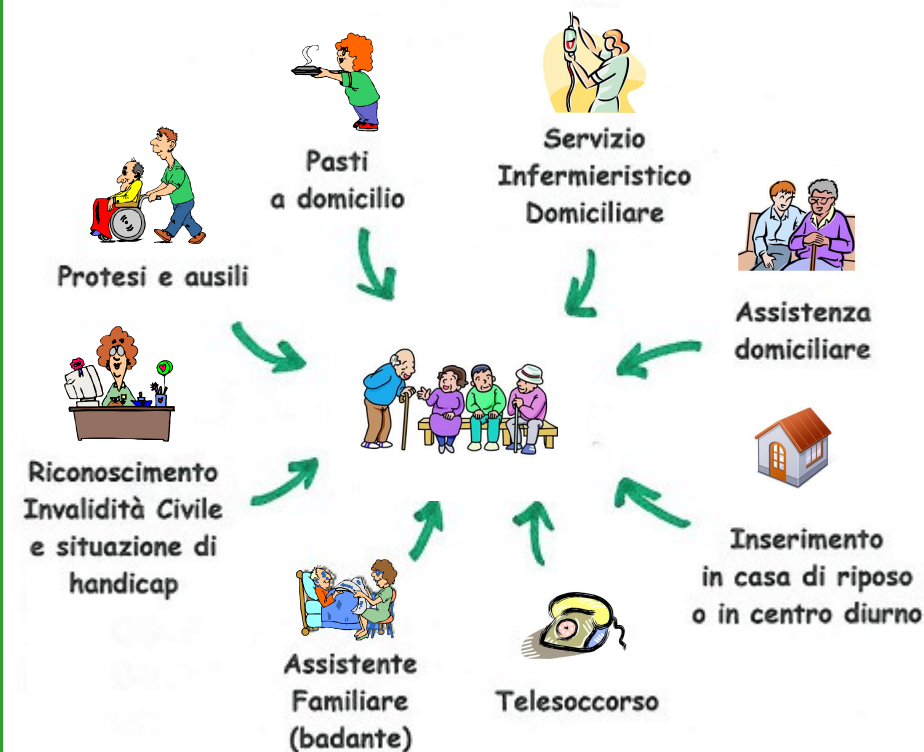 Pasti
a domicilio
Servizio
Infermieristico
Domiciliare
Protesi e ausili
Assistenza
domiciliare
Riconoscimento
Invalidità Civile
e situazione di
handicap
Inserimento
in casa di riposo
o in centro diurno
Assistente
Familiare
(badante)
Telesoccorso